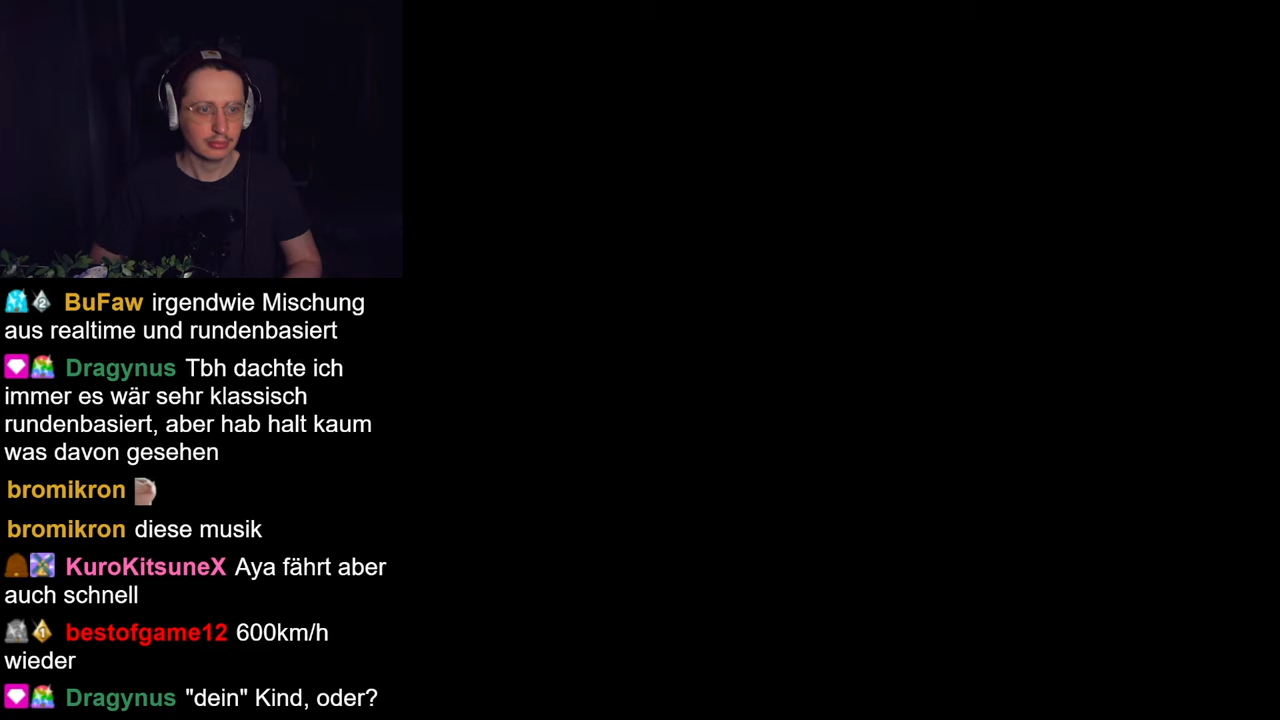 BuFaw irgendwie Mischung
aus realtime und rundenbasiert
Dragynus Tbh dachte ich
immer es wär sehr klassisch
rundenbasiert, aber hab halt kaum
was davon gesehen
bromikron
bromikron diese musik
KuroKitsuneX Aya fährt aber
auch schnell
bestofgame12 600km/h
wieder
Dragynus "dein" Kind, oder?